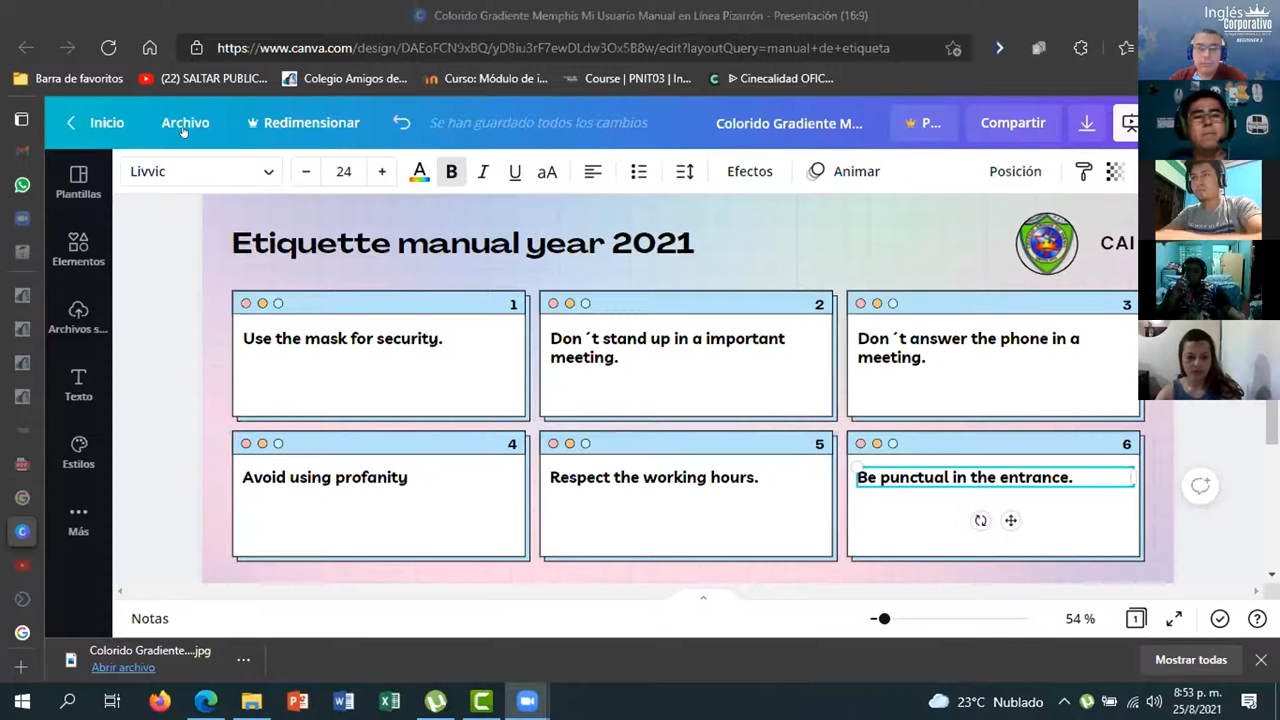 Colorido Gradiente Memphis Mi Usuario Manual en Línea Pizarrón - Presentación (16:9)
Inglés
Corporativo
BEGINNER 3
https://www.canva.com/design/DAEoFCN9xBQ/yD8iu3rF7ewDLdw3Ox5B8w/edit?layoutQuery=manual+de+etiqueta
Barra de favoritos
(22) SALTAR PUBLIC...
Colegio Amigos de...
Curso: Módulo de i...
Course | PNIT03 | In...
Cinecalidad OFIC...
Inicio
Archivo
Redimensionar
Se han guardado todos los cambios
Colorido Gradiente M...
P...
Compartir
Livvic
− 24 +
A B I U aA
Efectos
Animar
Posición
Plantillas
Elementos
Archivos s...
Texto
Estilos
Más
Etiquette manual year 2021
CAI
1
Use the mask for security.
2
Don ´t stand up in a important
meeting.
3
Don ´t answer the phone in a
meeting.
4
Avoid using profanity
5
Respect the working hours.
6
Be punctual in the entrance.
Notas
54 %
1
Colorido Gradiente....jpg
Abrir archivo
Mostrar todas
23°C Nublado
8:53 p. m.
25/8/2021